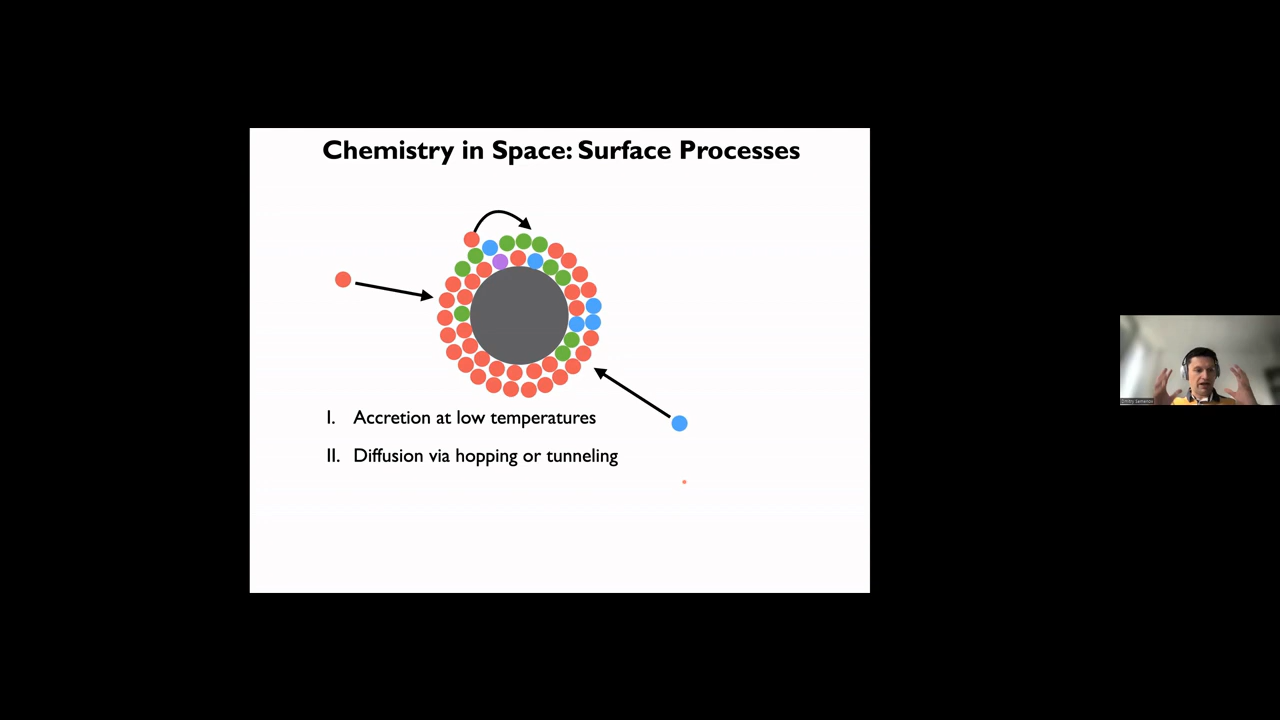 Chemistry in Space: Surface Processes
I. Accretion at low temperatures
II. Diffusion via hopping or tunneling